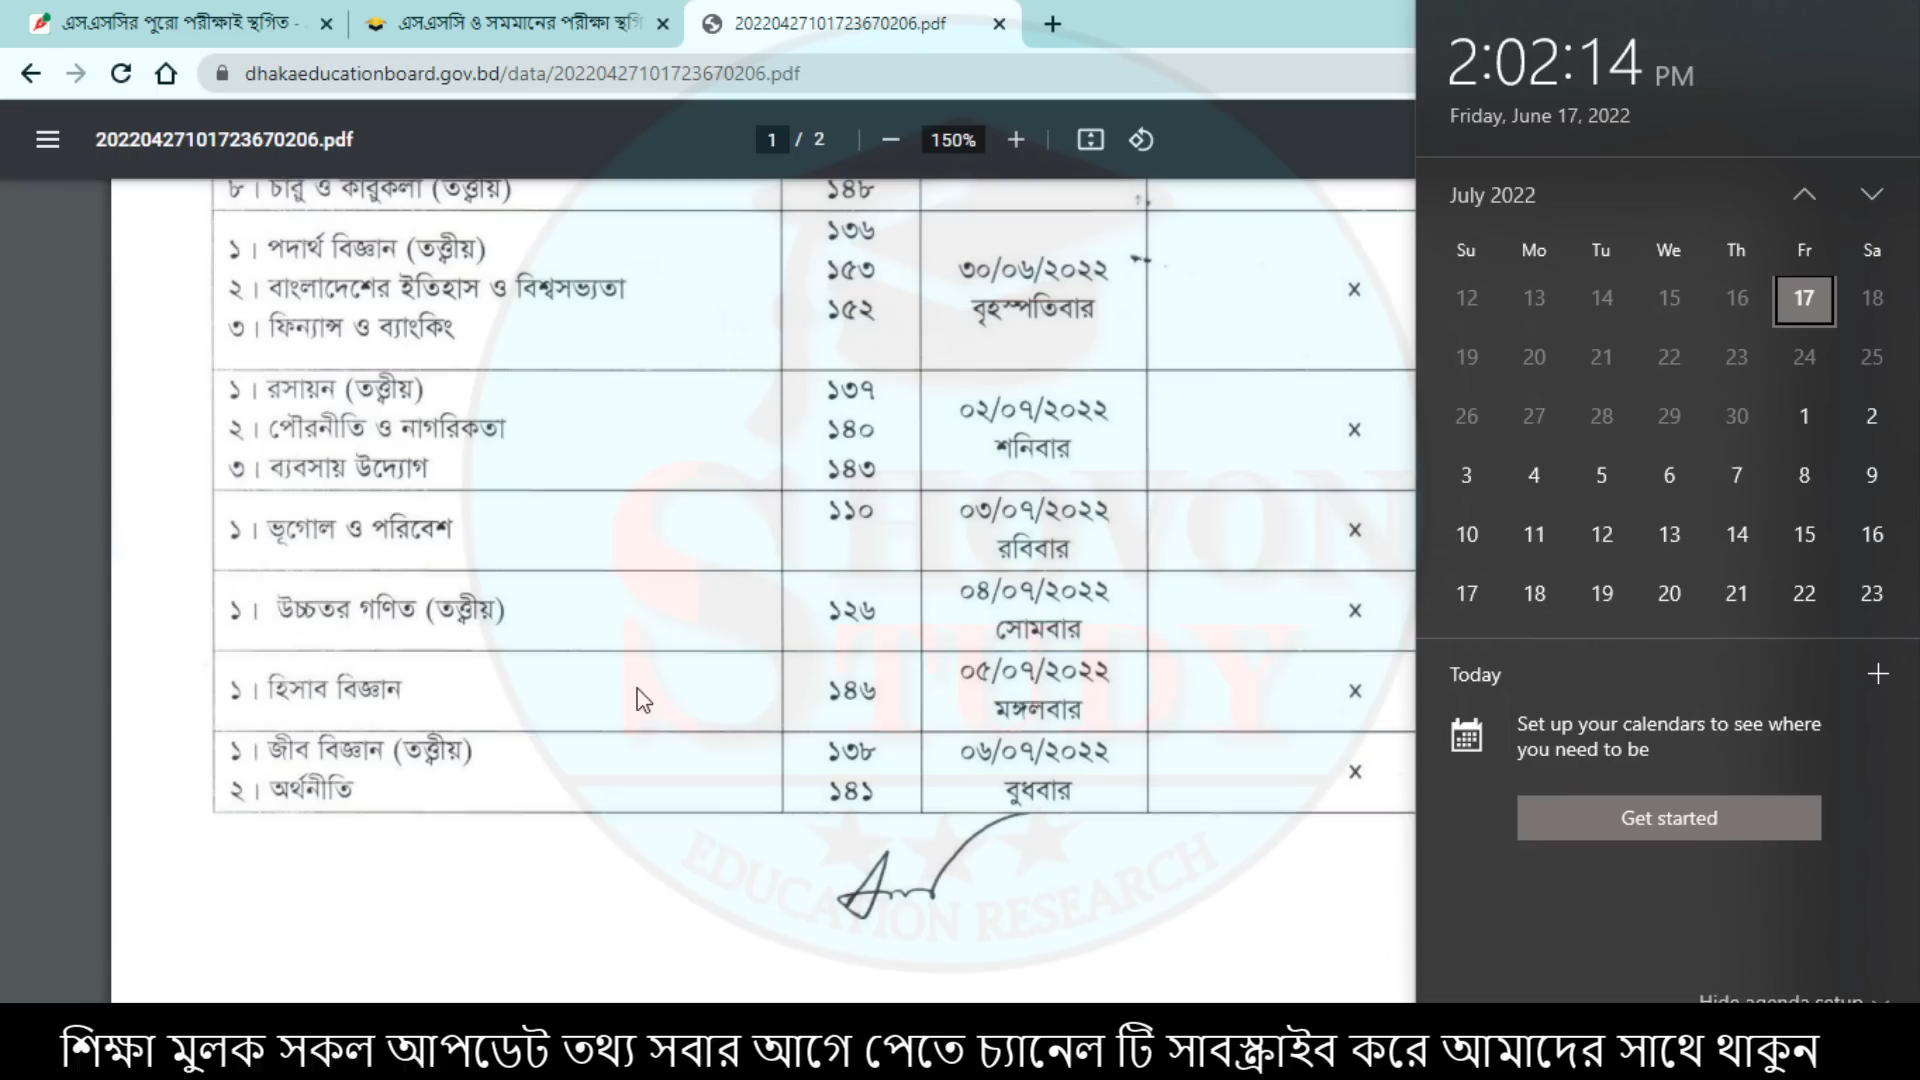 এসএসসির পুরো পরীক্ষাই স্থগিত -
এসএসসি ও সমমানের পরীক্ষা স্থগি
20220427101723670206.pdf
dhakaeducationboard.gov.bd/data/20220427101723670206.pdf
20220427101723670206.pdf
1 / 2
150%
৮। চারু ও কারুকলা (তত্ত্বীয়) ১৪৮
১। পদার্থ বিজ্ঞান (তত্ত্বীয়) ১৩৬
২। বাংলাদেশের ইতিহাস ও বিশ্বসভ্যতা ১৫৩
৩। ফিন্যান্স ও ব্যাংকিং ১৫২
৩০/০৬/২০২২
বৃহস্পতিবার
x
১। রসায়ন (তত্ত্বীয়) ১৩৭
২। পৌরনীতি ও নাগরিকতা ১৪০
৩। ব্যবসায় উদ্যোগ ১৪৩
০২/০৭/২০২২
শনিবার
x
১। ভূগোল ও পরিবেশ ১১০
০৩/০৭/২০২২
রবিবার
x
১। উচ্চতর গণিত (তত্ত্বীয়) ১২৬
০৪/০৭/২০২২
সোমবার
x
১। হিসাব বিজ্ঞান ১৪৬
০৫/০৭/২০২২
মঙ্গলবার
x
১। জীব বিজ্ঞান (তত্ত্বীয়) ১৩৮
২। অর্থনীতি ১৪১
০৬/০৭/২০২২
বুধবার
x
SHOVON
STUDY
EDUCATION RESEARCH
2:02:14 PM
Friday, June 17, 2022
July 2022
Su Mo Tu We Th Fr Sa
12 13 14 15 16 17 18
19 20 21 22 23 24 25
26 27 28 29 30 1 2
3 4 5 6 7 8 9
10 11 12 13 14 15 16
17 18 19 20 21 22 23
Today
Set up your calendars to see where
you need to be
Get started
Hide agenda setup
শিক্ষা মুলক সকল আপডেট তথ্য সবার আগে পেতে চ্যানেল টি সাবস্ক্রাইব করে আমাদের সাথে থাকুন